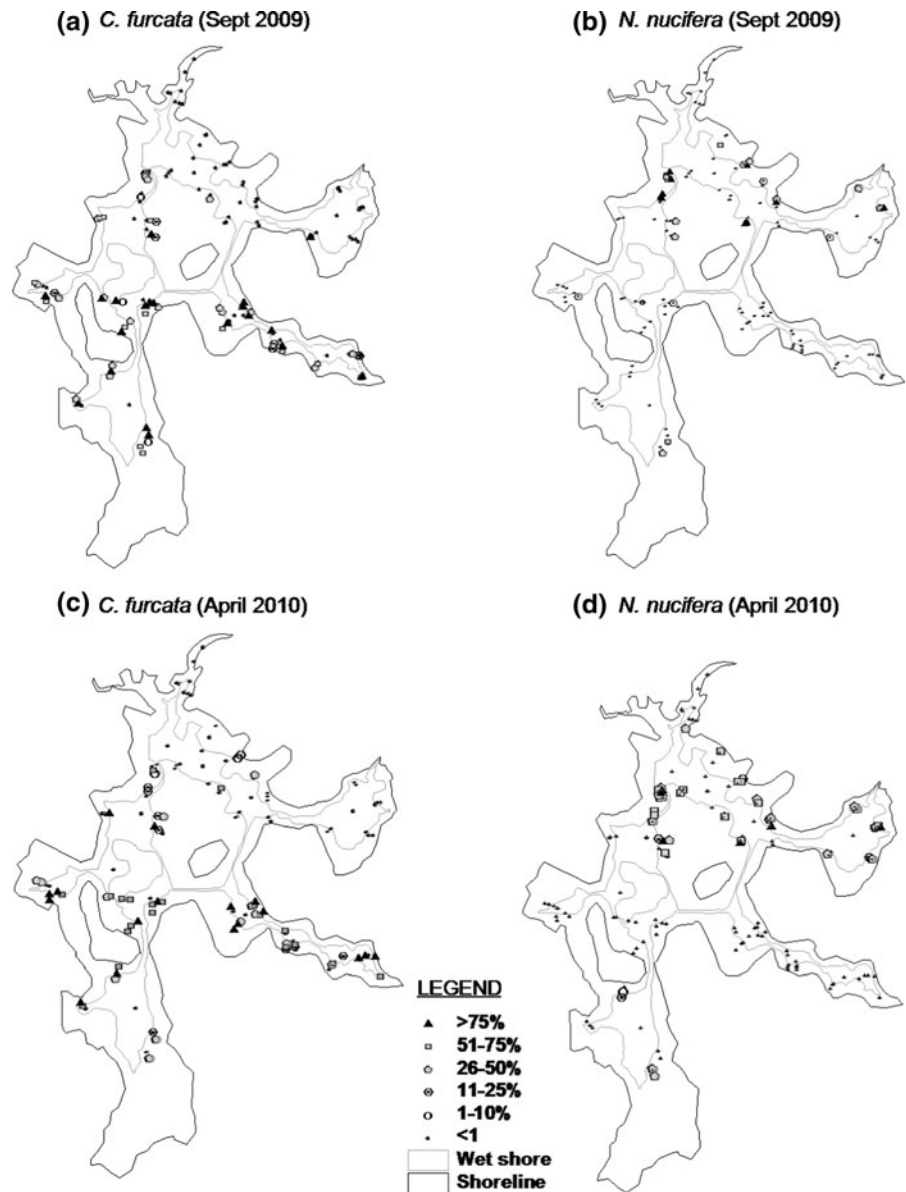 (a) C. furcata (Sept 2009)
(b) N. nucifera (Sept 2009)
(c) C. furcata (April 2010)
(d) N. nucifera (April 2010)
LEGEND
>75%
51-75%
26-50%
11-25%
1-10%
<1
Wet shore
Shoreline